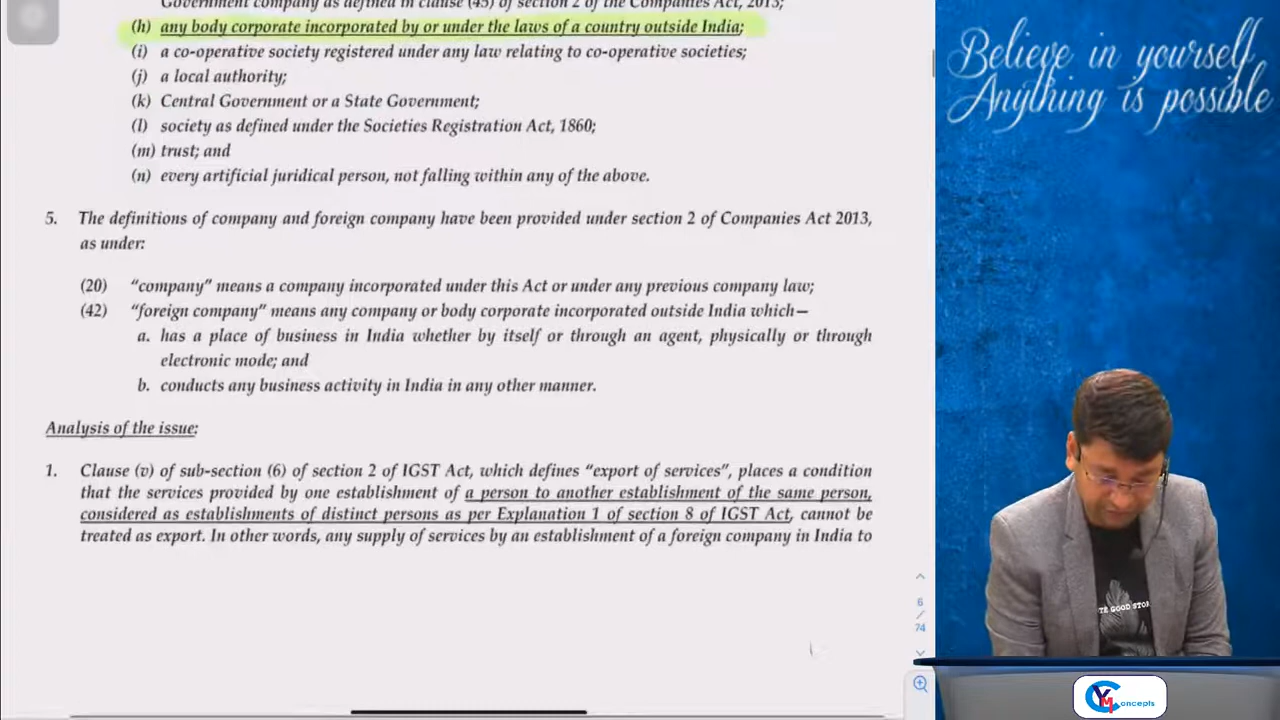 Government company as defined in clause (45) of section 2 of the Companies Act, 2013;
(h) any body corporate incorporated by or under the laws of a country outside India;
(i) a co-operative society registered under any law relating to co-operative societies;
(j) a local authority;
(k) Central Government or a State Government;
(l) society as defined under the Societies Registration Act, 1860;
(m) trust; and
(n) every artificial juridical person, not falling within any of the above.
5. The definitions of company and foreign company have been provided under section 2 of Companies Act 2013,
as under:
(20) “company” means a company incorporated under this Act or under any previous company law;
(42) “foreign company” means any company or body corporate incorporated outside India which—
a. has a place of business in India whether by itself or through an agent, physically or through
electronic mode; and
b. conducts any business activity in India in any other manner.
Analysis of the issue:
1. Clause (v) of sub-section (6) of section 2 of IGST Act, which defines “export of services”, places a condition
that the services provided by one establishment of a person to another establishment of the same person,
considered as establishments of distinct persons as per Explanation 1 of section 8 of IGST Act, cannot be
treated as export. In other words, any supply of services by an establishment of a foreign company in India to
6
/
74
Believe in yourself
Anything is possible
GOOD
YM
Concepts